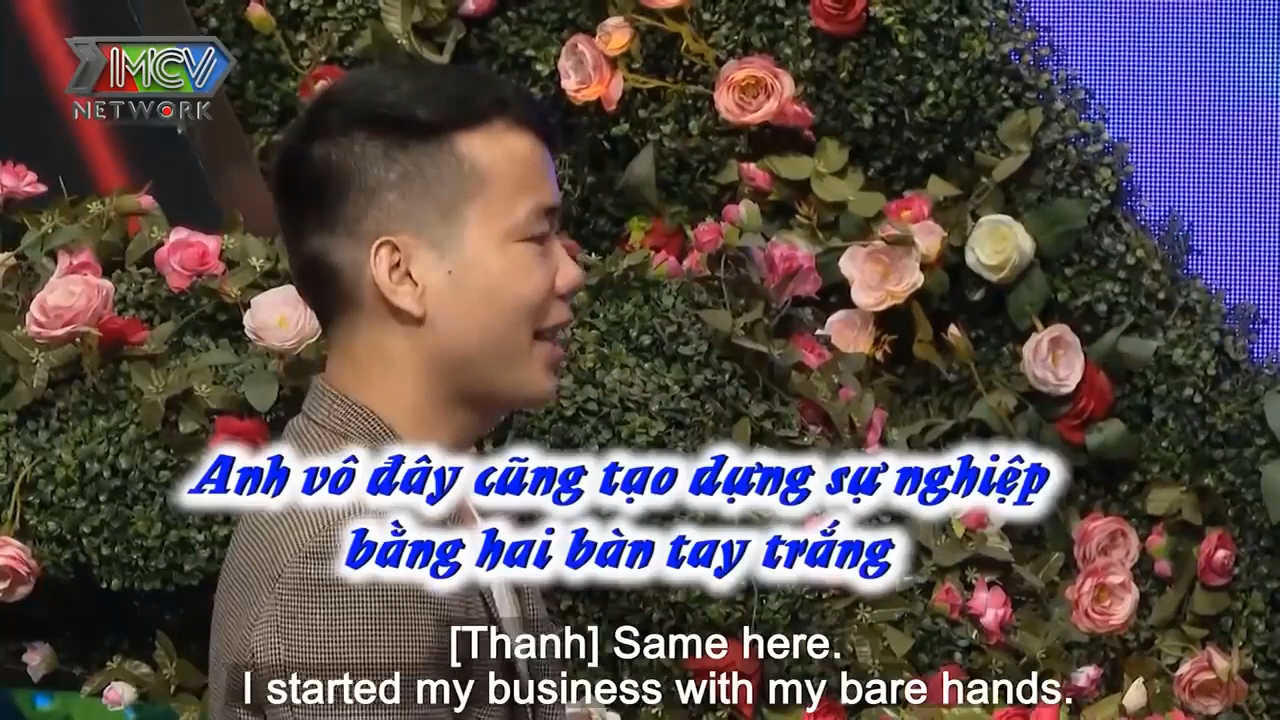 MCV
NETWORK
Anh vô đây cũng tạo dựng sự nghiệp
bằng hai bàn tay trắng
[Thanh] Same here.
I started my business with my bare hands.